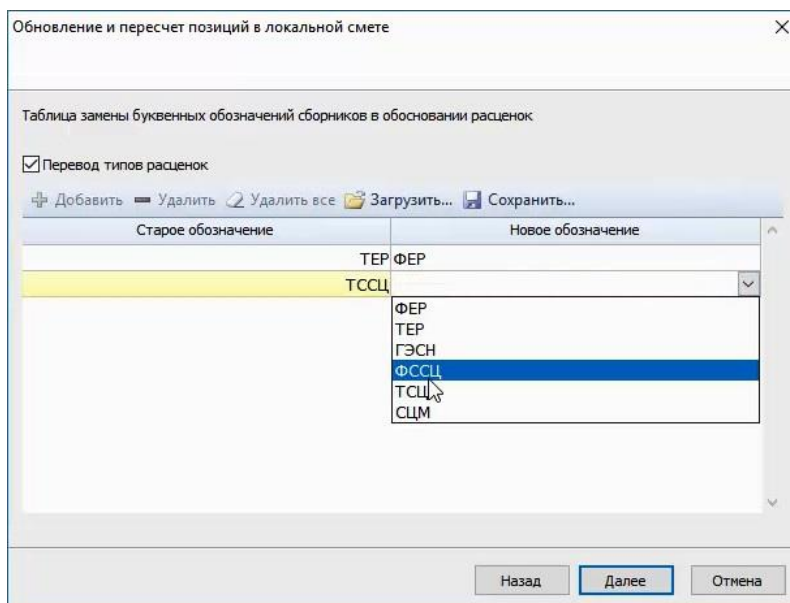 Обновление и пересчет позиций в локальной смете
Таблица замены буквенных обозначений сборников в обосновании расценок
Перевод типов расценок
Добавить Удалить Удалить все Загрузить... Сохранить...
Старое обозначение Новое обозначение
ТЕР ФЕР
ТССЦ
ФЕР
ТЕР
ГЭСН
ФССЦ
ТСЦ
СЦМ
Назад Далее Отмена